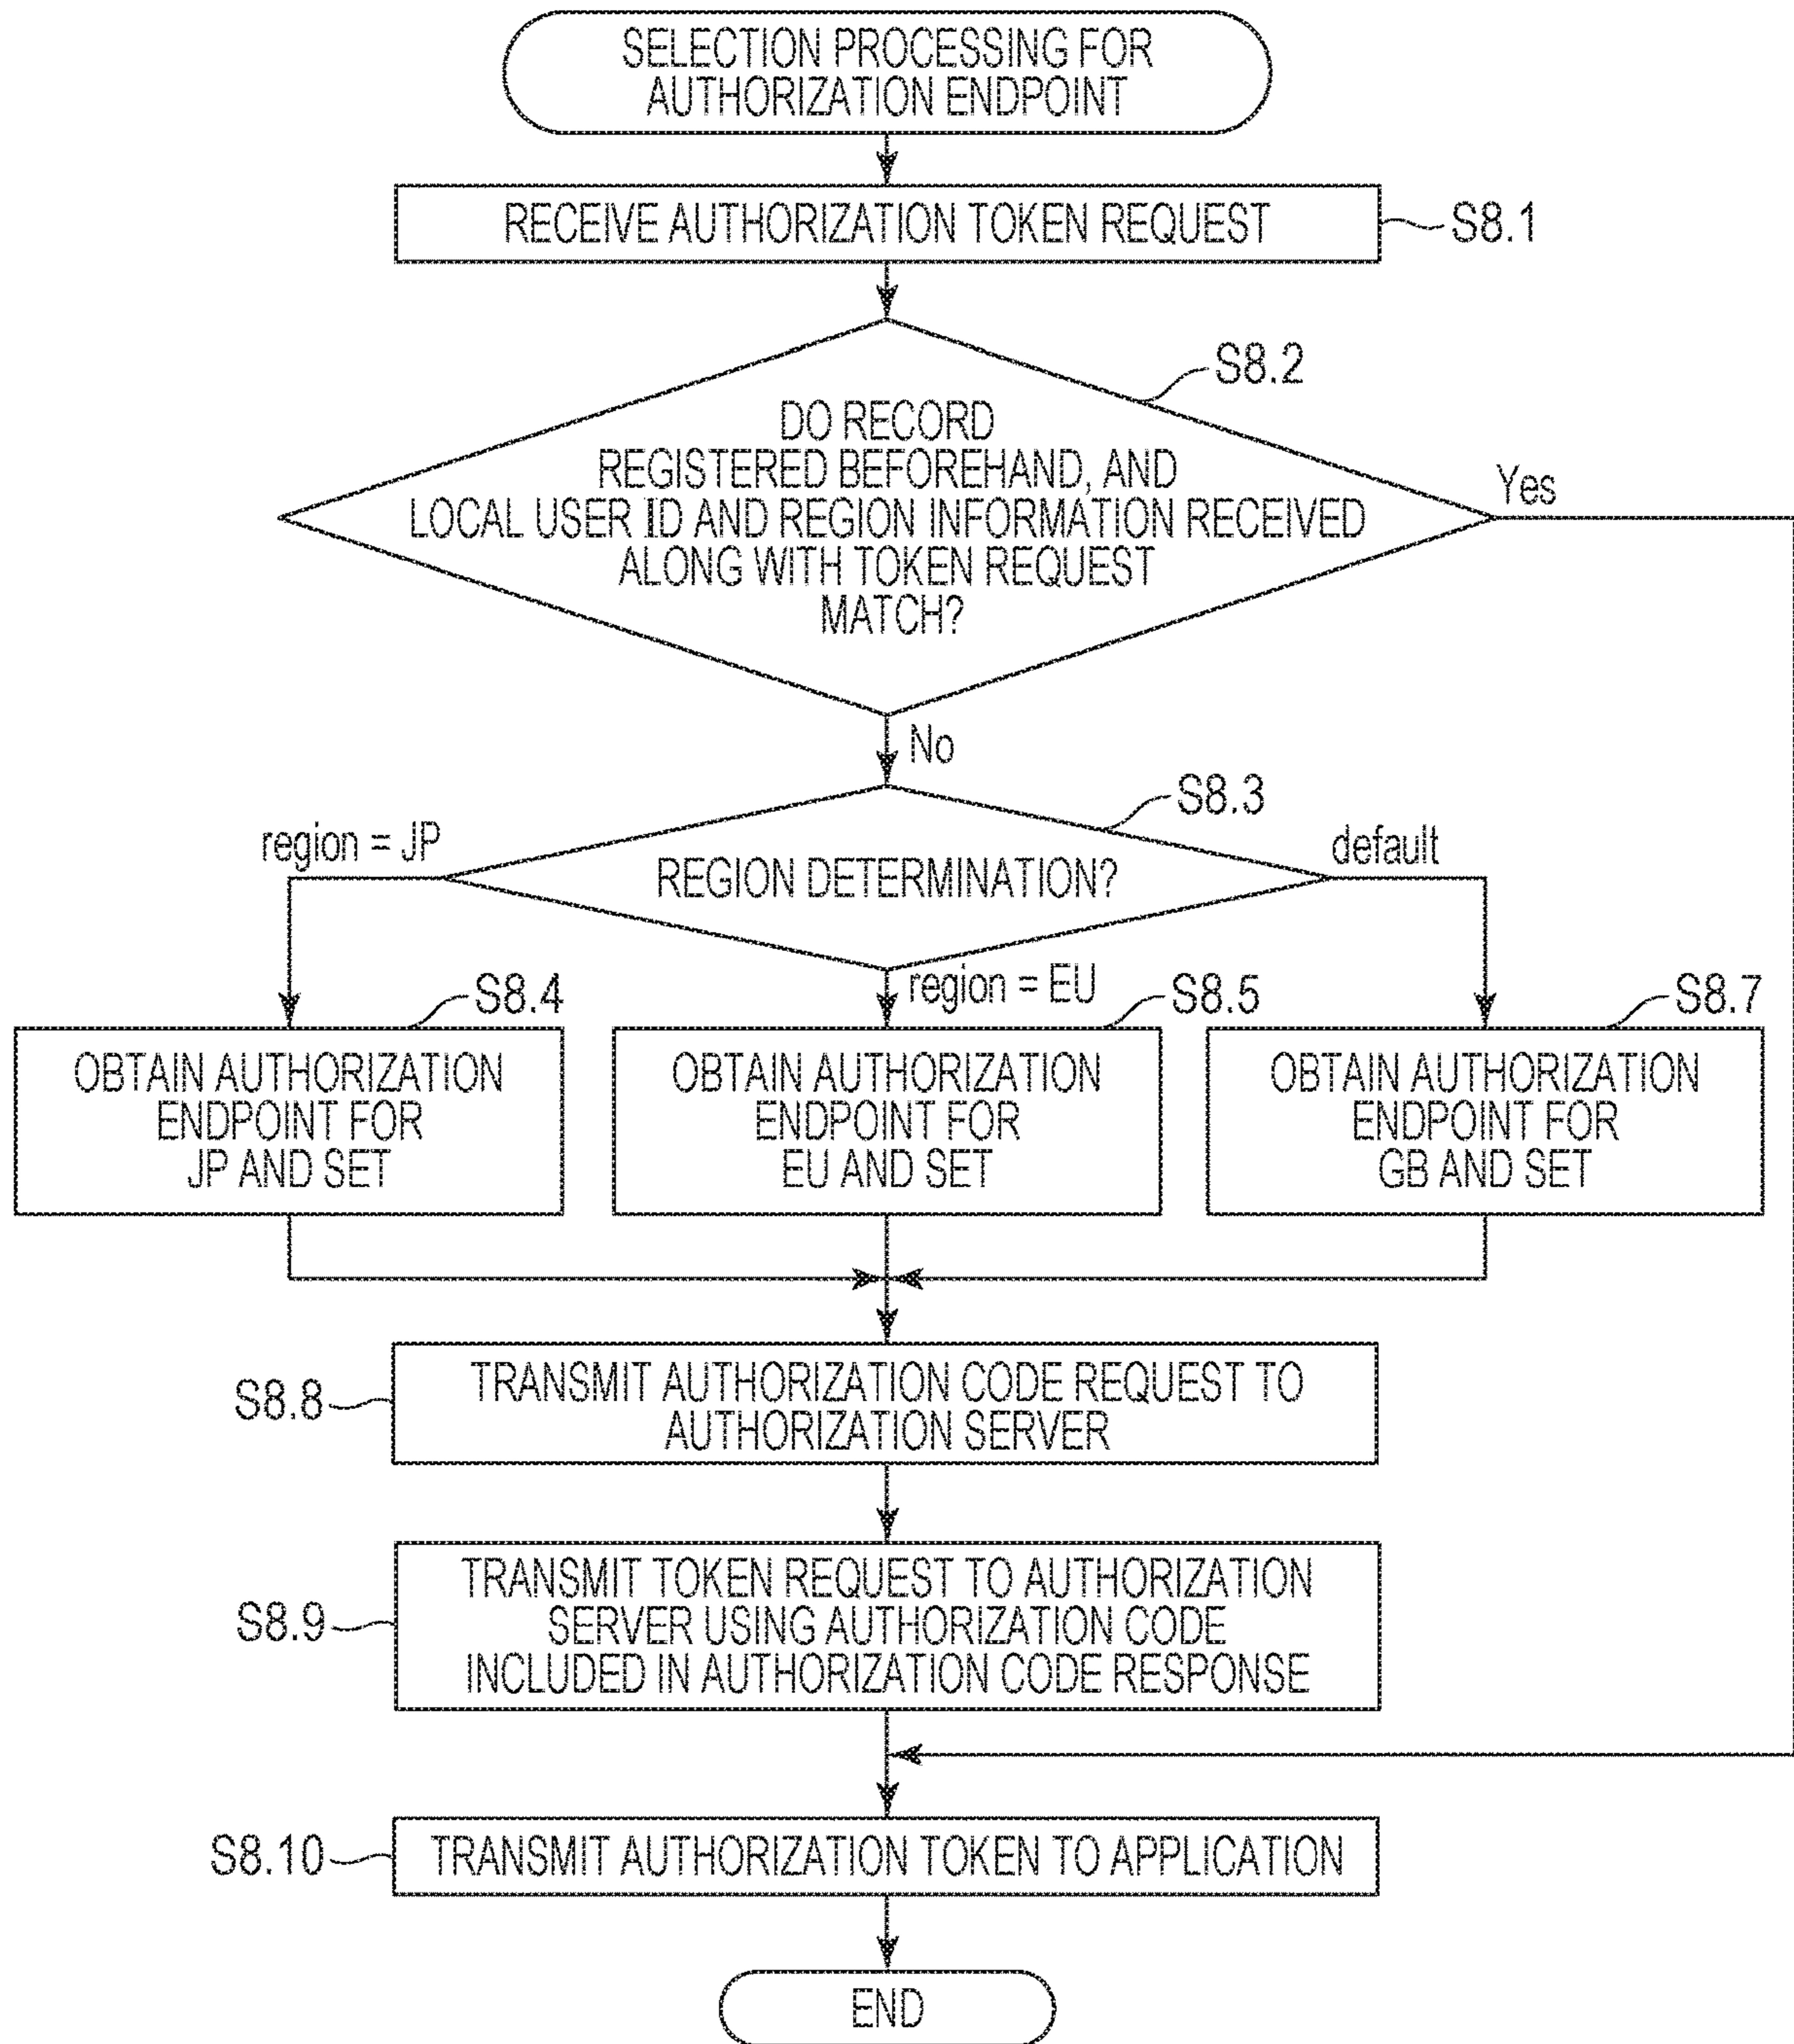 SELECTION PROCESSING FOR
AUTHORIZATION ENDPOINT
RECEIVE AUTHORIZATION TOKEN REQUEST
S8.1
S8.2
DO RECORD
REGISTERED BEFOREHAND, AND
LOCAL USER ID AND REGION INFORMATION RECEIVED
ALONG WITH TOKEN REQUEST
MATCH?
Yes
No
S8.3
region = JP
REGION DETERMINATION?
default
region = EU
S8.4
S8.5
S8.7
OBTAIN AUTHORIZATION
ENDPOINT FOR
JP AND SET
OBTAIN AUTHORIZATION
ENDPOINT FOR
EU AND SET
OBTAIN AUTHORIZATION
ENDPOINT FOR
GB AND SET
S8.8
TRANSMIT AUTHORIZATION CODE REQUEST TO
AUTHORIZATION SERVER
S8.9
TRANSMIT TOKEN REQUEST TO AUTHORIZATION
SERVER USING AUTHORIZATION CODE
INCLUDED IN AUTHORIZATION CODE RESPONSE
S8.10
TRANSMIT AUTHORIZATION TOKEN TO APPLICATION
END